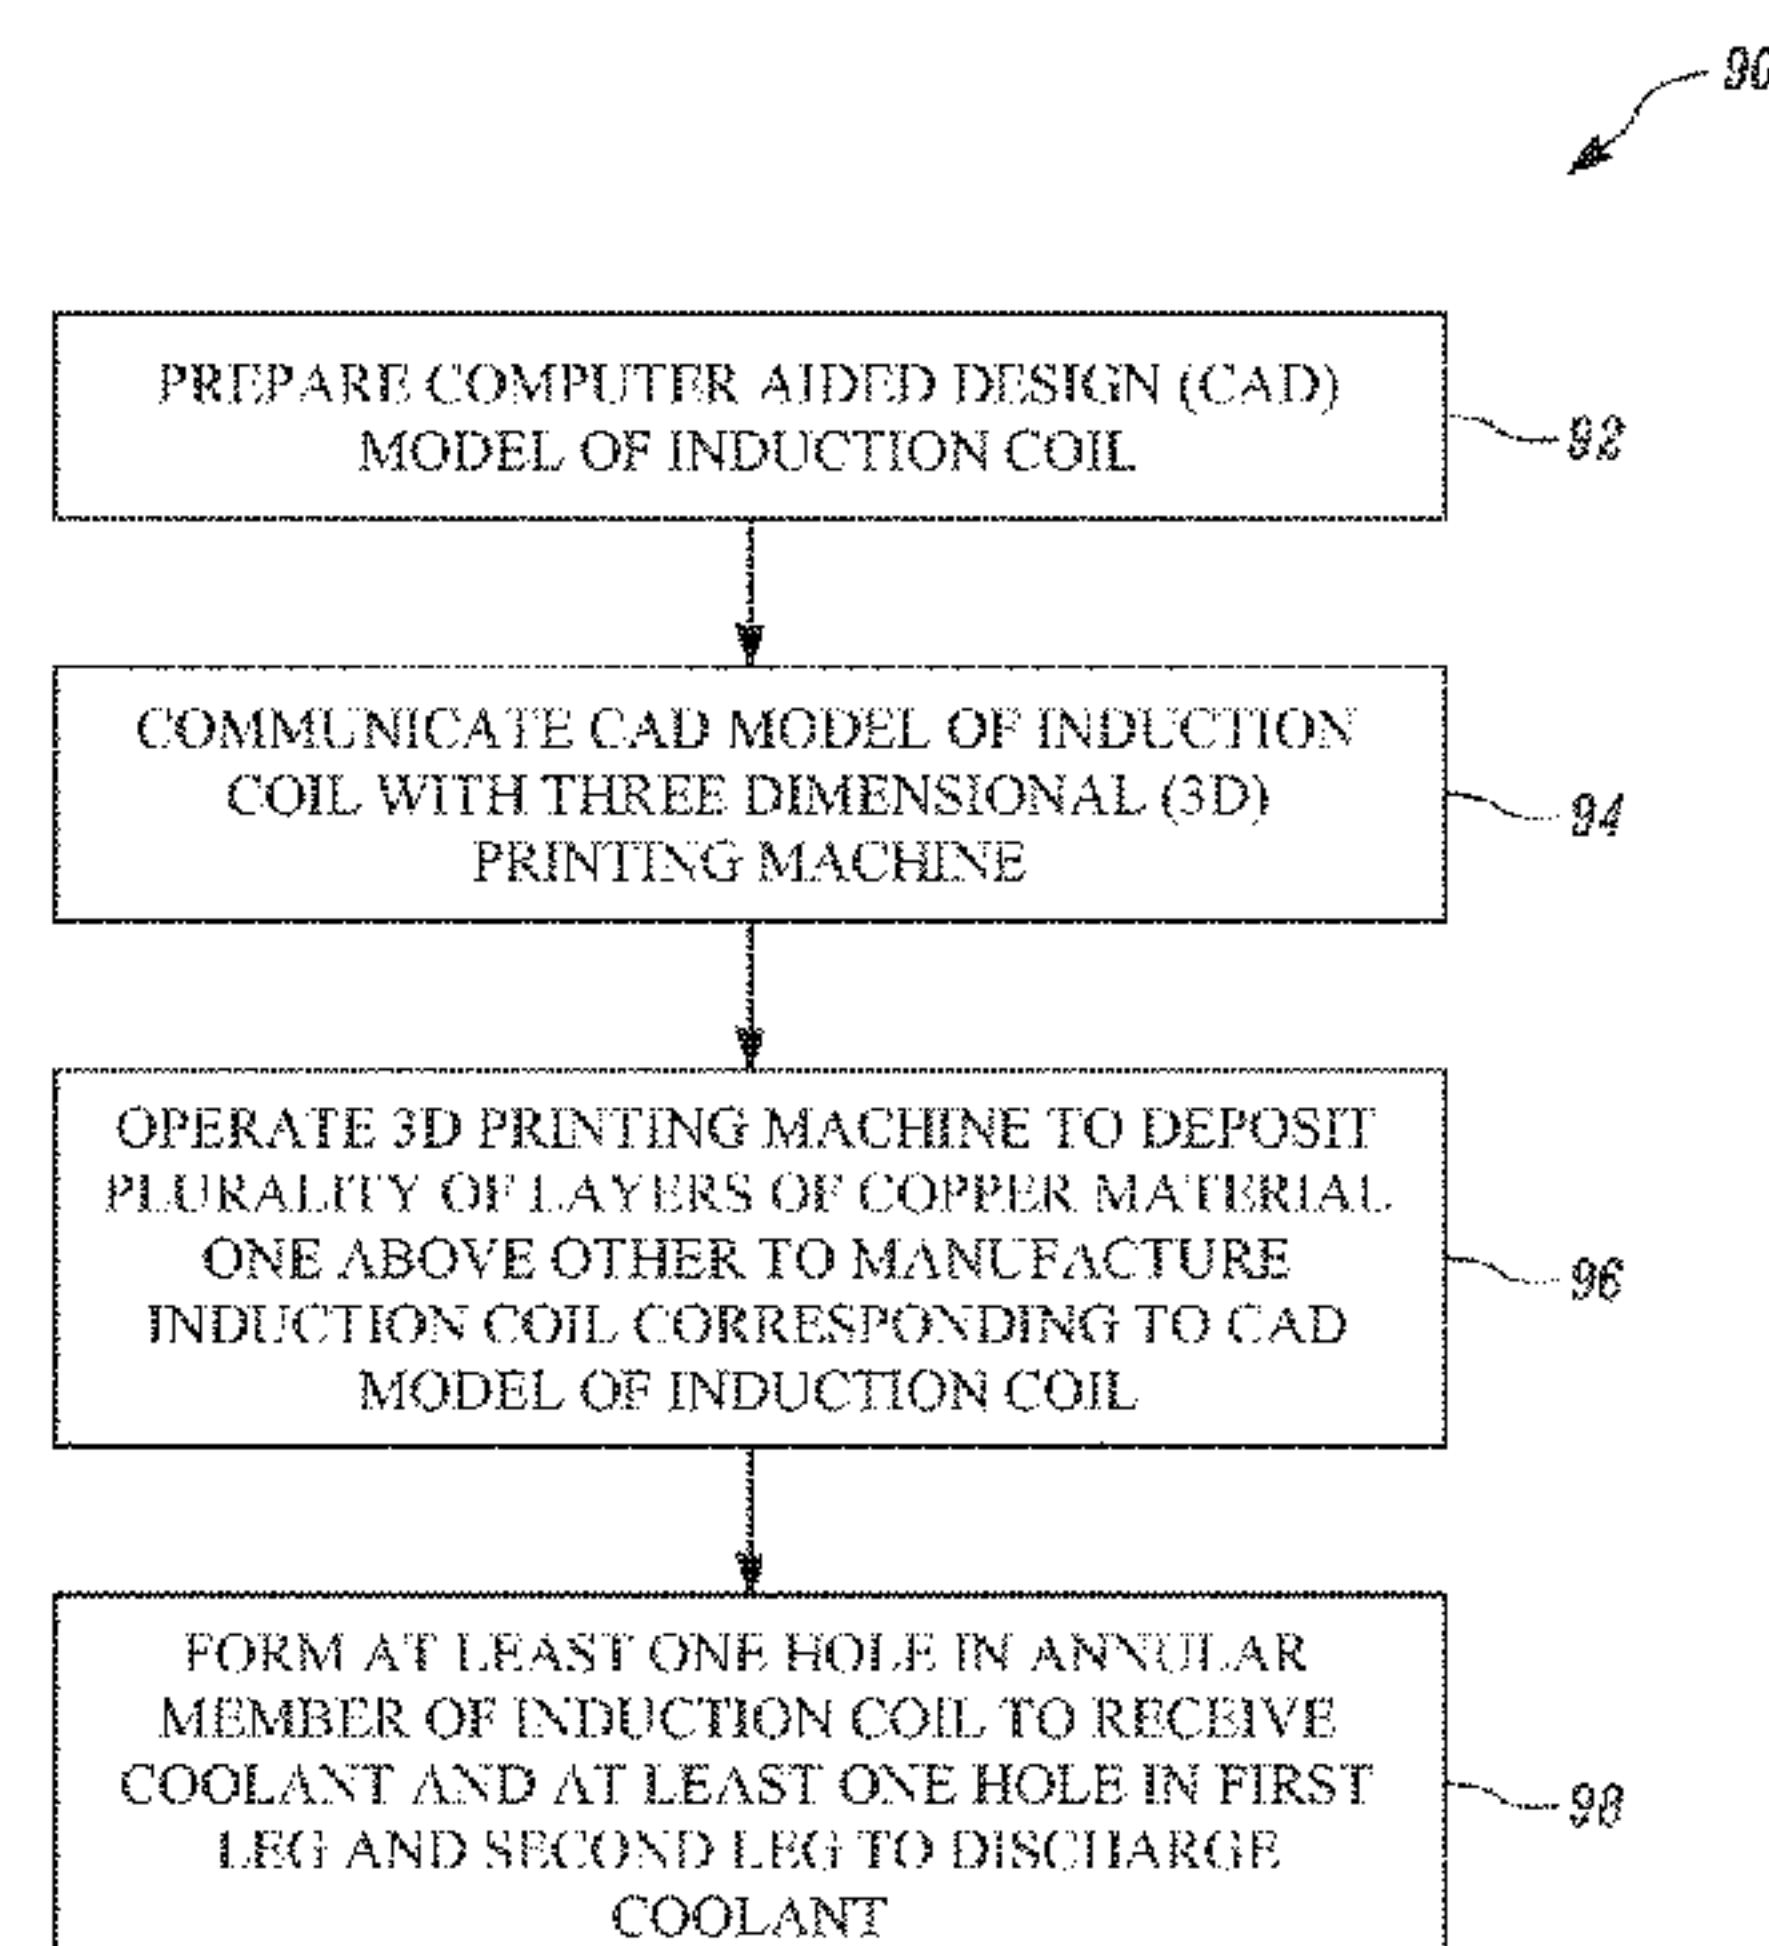 90
PREPARE COMPUTER AIDED DESIGN (CAD)
MODEL OF INDUCTION COIL
92
COMMUNICATE CAD MODEL OF INDUCTION
COIL WITH THREE DIMENSIONAL (3D)
PRINTING MACHINE
94
OPERATE 3D PRINTING MACHINE TO DEPOSIT
PLURALITY OF LAYERS OF COPPER MATERIAL
ONE ABOVE OTHER TO MANUFACTURE
INDUCTION COIL CORRESPONDING TO CAD
MODEL OF INDUCTION COIL
96
FORM AT LEAST ONE HOLE IN ANNULAR
MEMBER OF INDUCTION COIL TO RECEIVE
COOLANT AND AT LEAST ONE HOLE IN FIRST
LEG AND SECOND LEG TO DISCHARGE
COOLANT
98